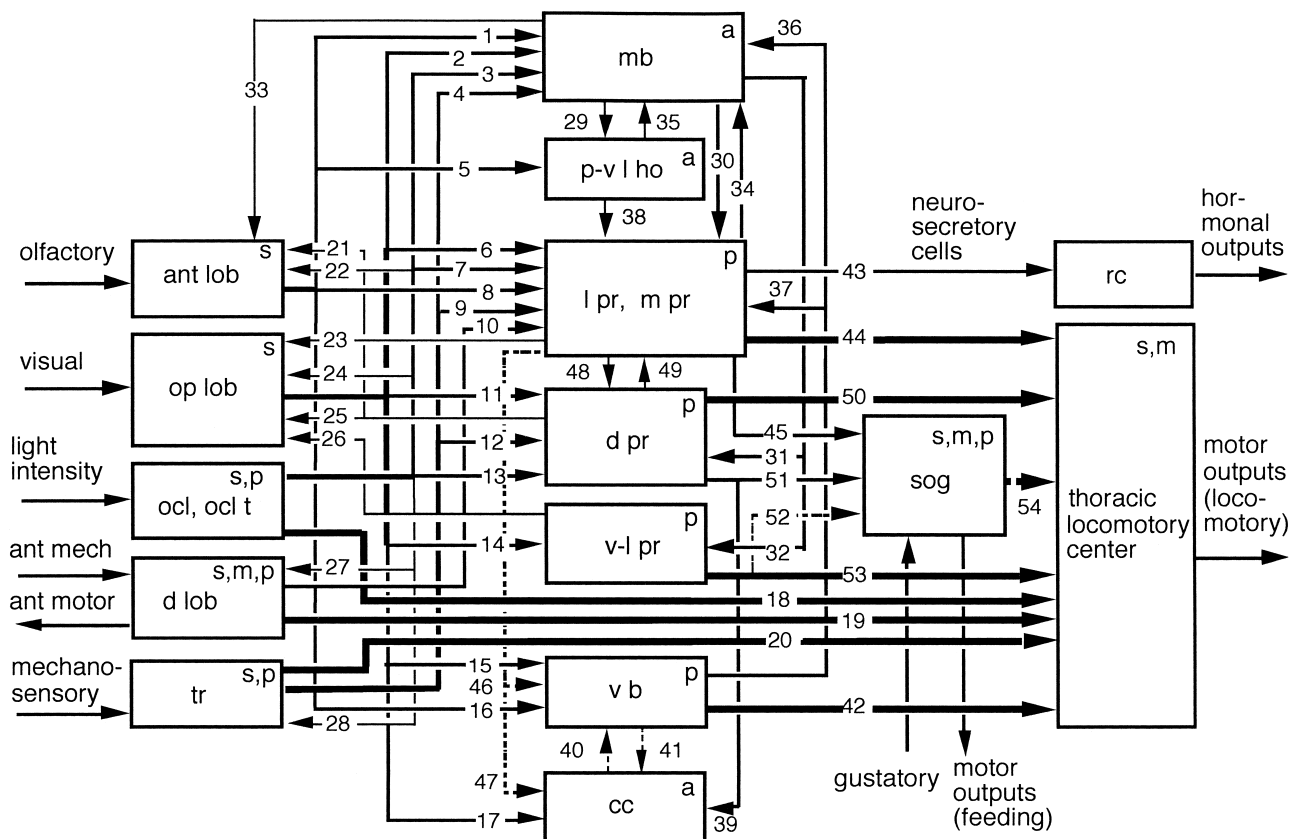 1
36
2
a
mb
3
33
4
29
35
30
a
5
p-v l ho
34
38
neuro-
secretory
cells
hor-
monal
outputs
olfactory
s
ant lob
21
22
6
7
8
9
10
p
l pr, m pr
43
rc
37
visual
s
op lob
23
24
25
26
44
s,m
48
49
11
50
p
d pr
light
intensity
s,p
ocl, ocl t
12
13
45
31
51
s,m,p
sog
54
thoracic
locomotory
center
motor
outputs
(loco-
motory)
52
p
v-l pr
14
32
53
ant mech
s,m,p
27
ant motor
d lob
18
19
20
mechano-
sensory
s,p
tr
28
15
46
16
p
v b
42
40
41
47
17
a
cc
39
gustatory
motor
outputs
(feeding)